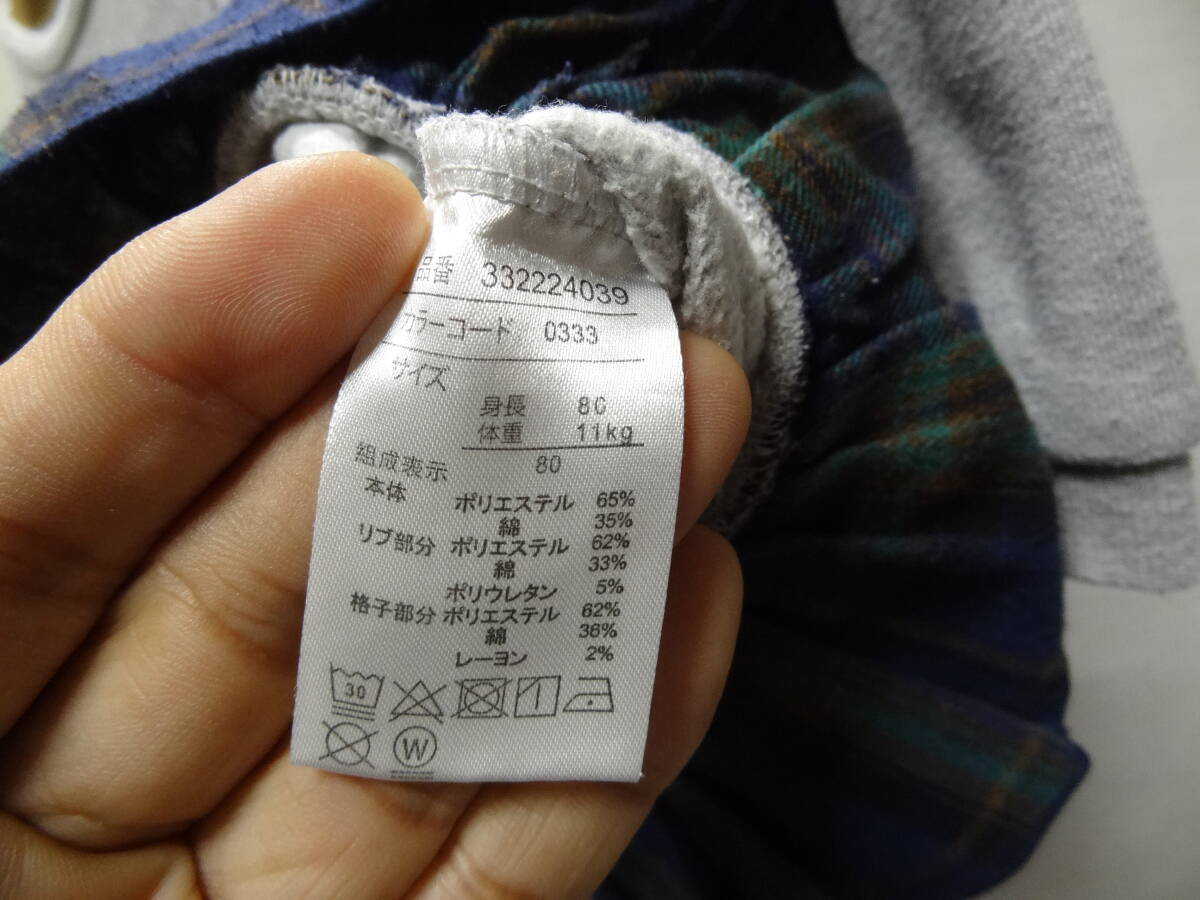 品番 332224039
カラーコード 0333
サイズ
身長 80
体重 11kg
組成表示 80
本体 ポリエステル 65%
綿 35%
リブ部分 ポリエステル 62%
綿 33%
ポリウレタン 5%
格子部分 ポリエステル 62%
綿 36%
レーヨン 2%
30
W